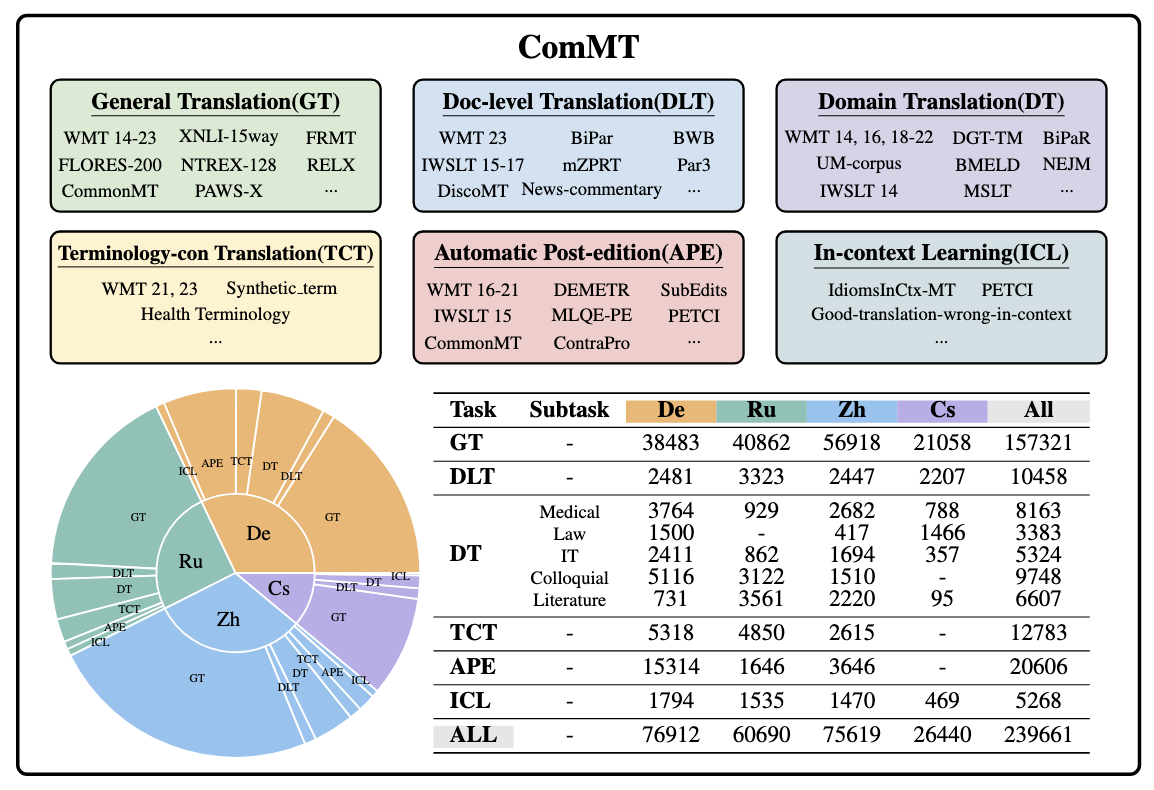 ComMT
General Translation(GT)
WMT 14-23 XNLI-15way FRMT
FLORES-200 NTREX-128 RELX
CommonMT PAWS-X ...
Doc-level Translation(DLT)
WMT 23 BiPar BWB
IWSLT 15-17 mZPRT Par3
DiscoMT News-commentary ...
Domain Translation(DT)
WMT 14, 16, 18-22 DGT-TM BiPaR
UM-corpus BMELD NEJM
IWSLT 14 MSLT ...
Terminology-con Translation(TCT)
WMT 21, 23 Synthetic_term
Health Terminology
...
Automatic Post-edition(APE)
WMT 16-21 DEMETR SubEdits
IWSLT 15 MLQE-PE PETCI
CommonMT ContraPro ...
In-context Learning(ICL)
IdiomsInCtx-MT PETCI
Good-translation-wrong-in-context
...
De
GT
DLT
DT
TCT
APE
ICL
Ru
GT
DLT
DT
TCT
APE
ICL
Zh
GT
DLT
DT
TCT
APE
ICL
Cs
GT
DLT
DT
ICL
Task Subtask De Ru Zh Cs All
GT - 38483 40862 56918 21058 157321
DLT - 2481 3323 2447 2207 10458
DT
Medical 3764 929 2682 788 8163
Law 1500 - 417 1466 3383
IT 2411 862 1694 357 5324
Colloquial 5116 3122 1510 - 9748
Literature 731 3561 2220 95 6607
TCT - 5318 4850 2615 - 12783
APE - 15314 1646 3646 - 20606
ICL - 1794 1535 1470 469 5268
ALL - 76912 60690 75619 26440 239661